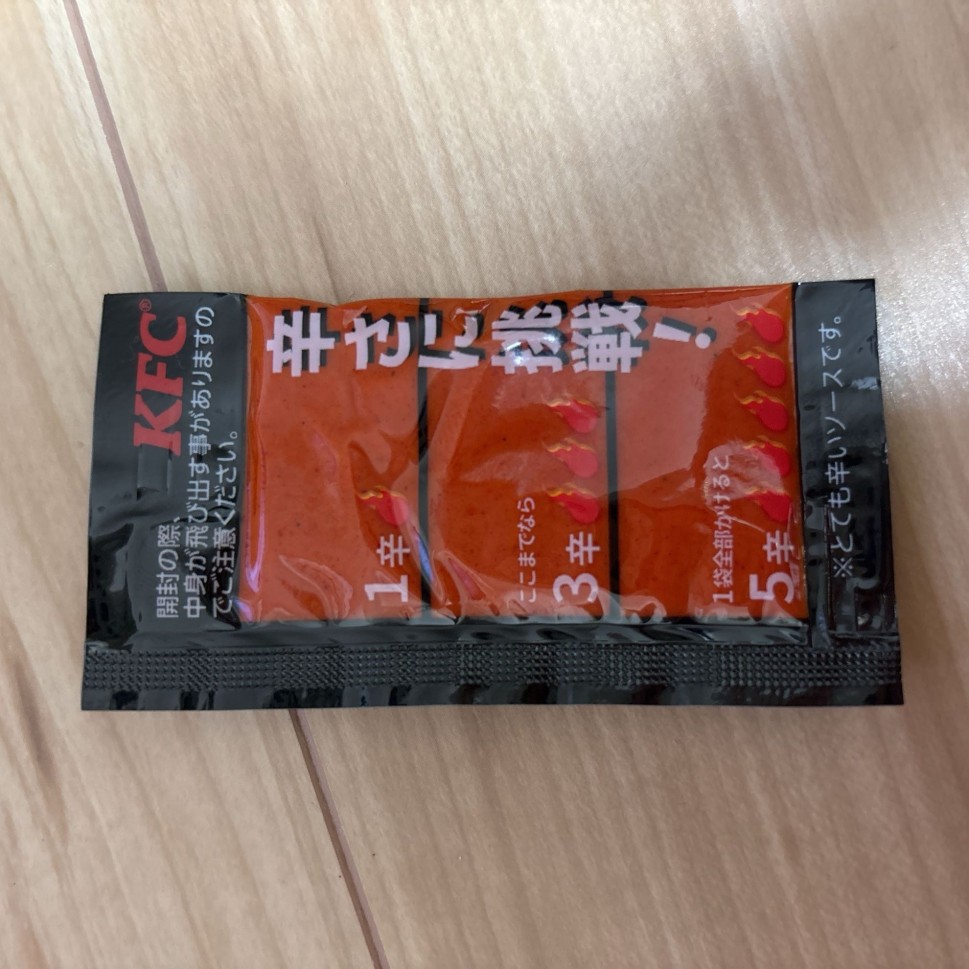 KFC®
開封の際、
中身が飛び出す事がありますの
でご注意ください。
辛さに挑戦!
1辛
ここまでなら
3辛
1袋全部かけると
5辛
※とても辛いソースです。